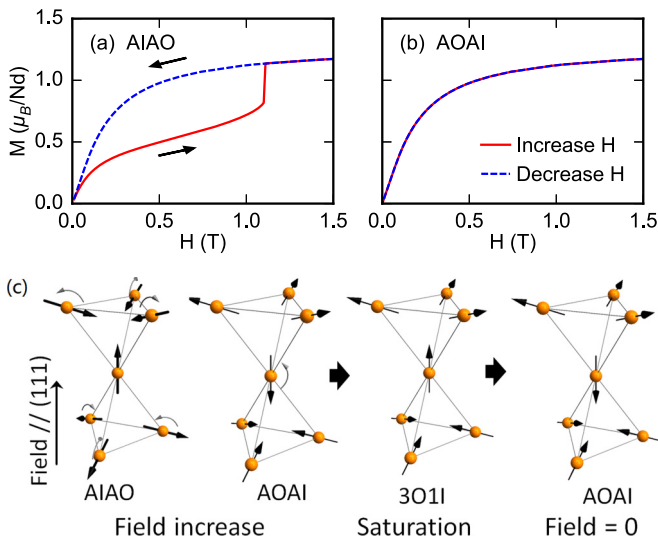 (a) AIAO
(b) AOAI
M (μB/Nd)
1.5
1.0
0.5
0.0
0.0 0.5 1.0 1.5
H (T)
Increase H
Decrease H
0.0 0.5 1.0 1.5
H (T)
(c)
Field // (111)
AIAO AOAI 3O1I AOAI
Field increase Saturation Field = 0